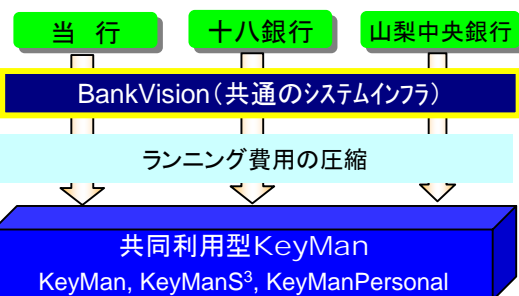 当 行 十八銀行 山梨中央銀行
BankVision(共通のシステムインフラ)
ランニング費用の圧縮
共同利用型KeyMan
KeyMan, KeyManS³, KeyManPersonal